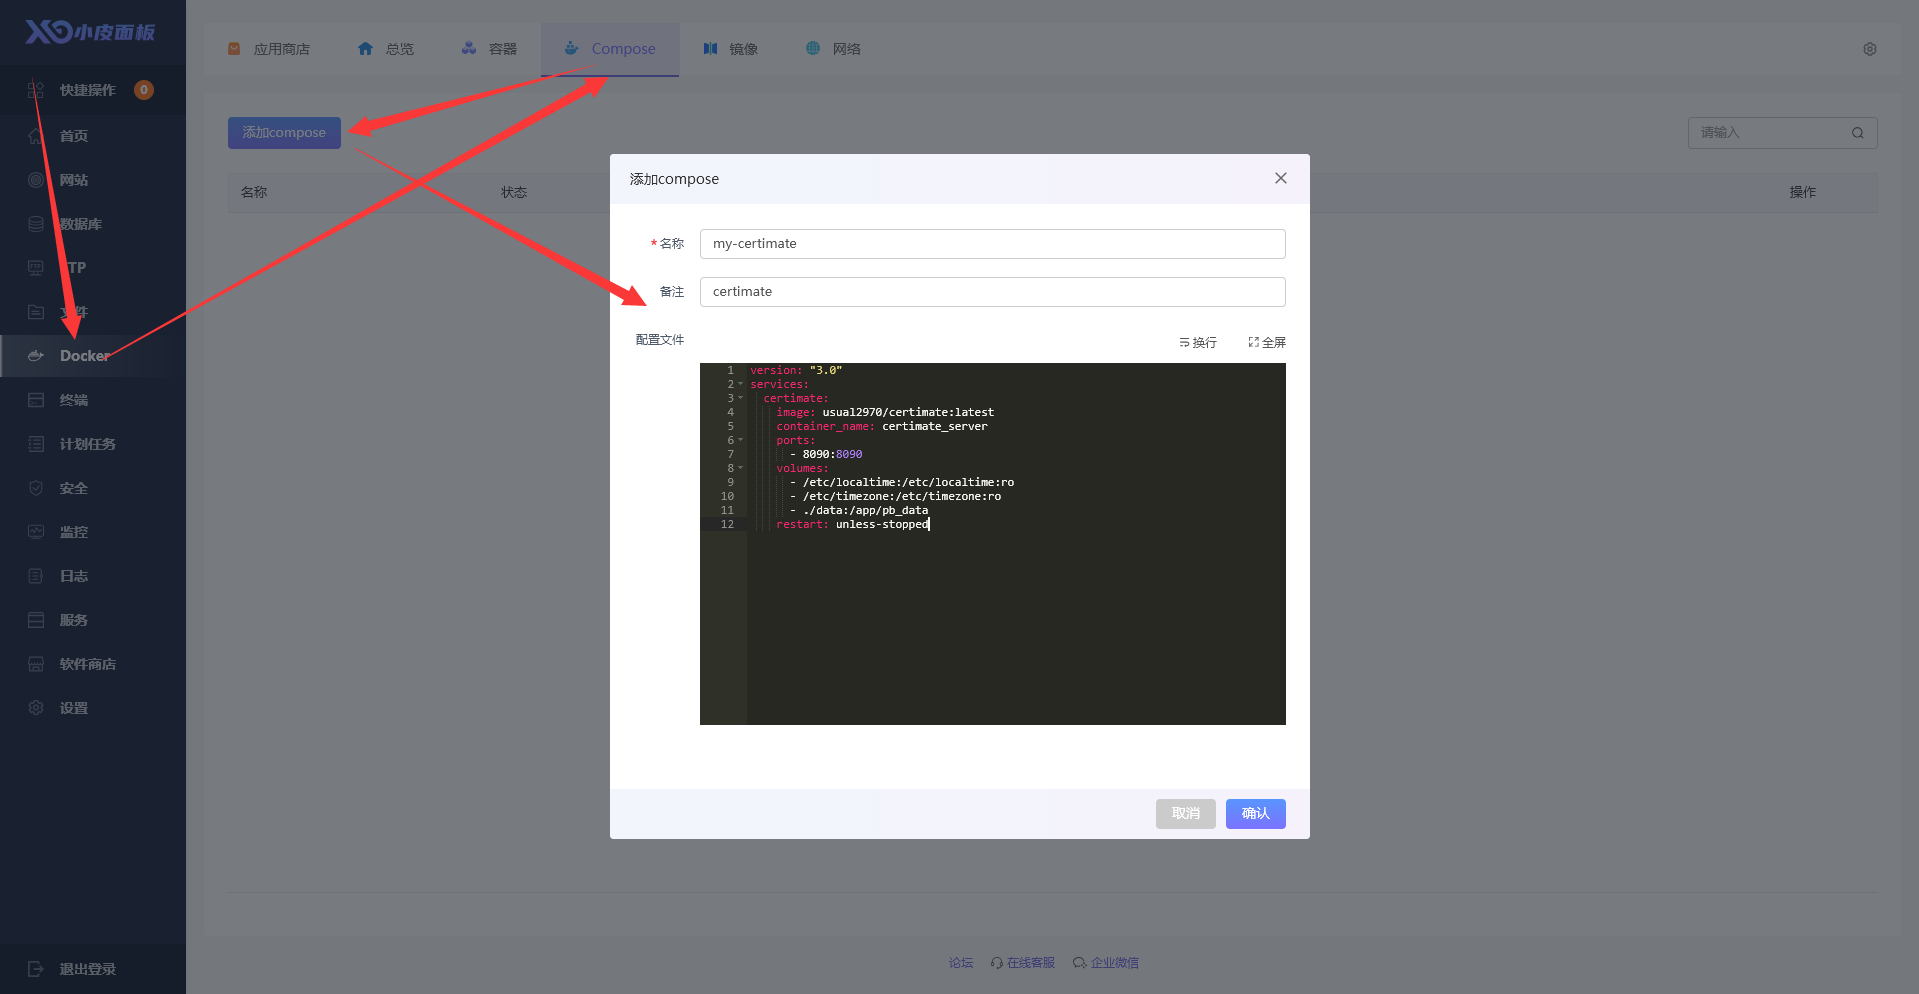 小皮面板
快捷操作 0
首页
网站
数据库
TP
文件
Docker
终端
计划任务
安全
监控
日志
服务
软件商店
设置
退出登录
应用商店 总览 容器 Compose 镜像 网络
添加compose
请输入
名称 状态 操作
添加compose
* 名称 my-certimate
备注 certimate
配置文件 换行 全屏
1 version: "3.0"
2 services:
3 certimate:
4 image: usual2970/certimate:latest
5 container_name: certimate_server
6 ports:
7 - 8090:8090
8 volumes:
9 - /etc/localtime:/etc/localtime:ro
10 - /etc/timezone:/etc/timezone:ro
11 - ./data:/app/pb_data
12 restart: unless-stopped
取消 确认
论坛 在线客服 企业微信